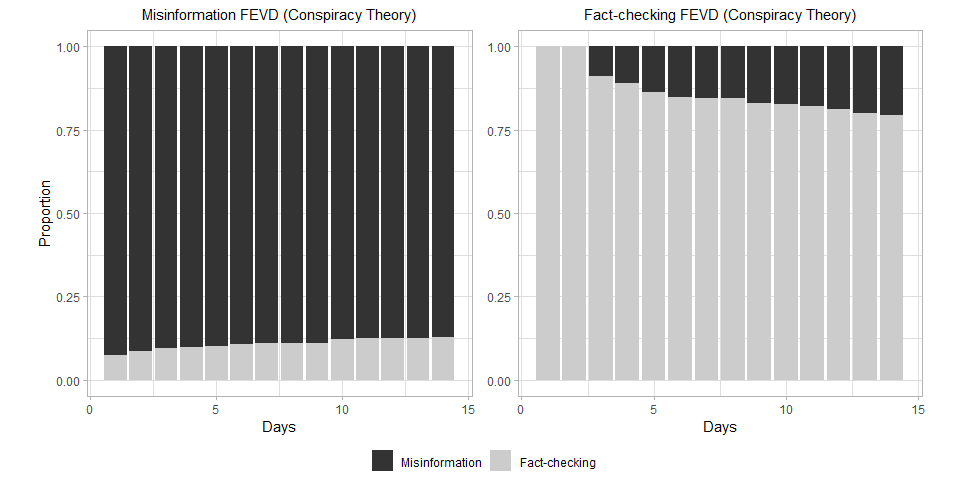 Misinformation FEVD (Conspiracy Theory)
Fact-checking FEVD (Conspiracy Theory)
Proportion
1.00
0.75
0.50
0.25
0.00
0
5
10
15
Days
1.00
0.75
0.50
0.25
0.00
0
5
10
15
Days
Misinformation
Fact-checking